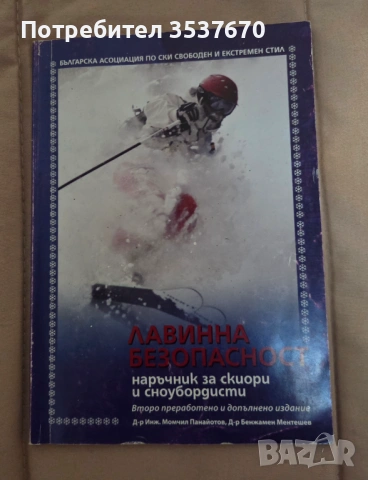 Потребител 3537670
БЪЛГАРСКА АСОЦИАЦИЯ ПО СКИ СВОБОДЕН И ЕКСТРЕМЕН СТИЛ
ЛАВИННА
БЕЗОПАСНОСТ
наръчник за скиори
и сноубордисти
Второ преработено и допълнено издание
Д-р Инж. Момчил Панайотов, Д-р Бенжамен Ментешев
bazar